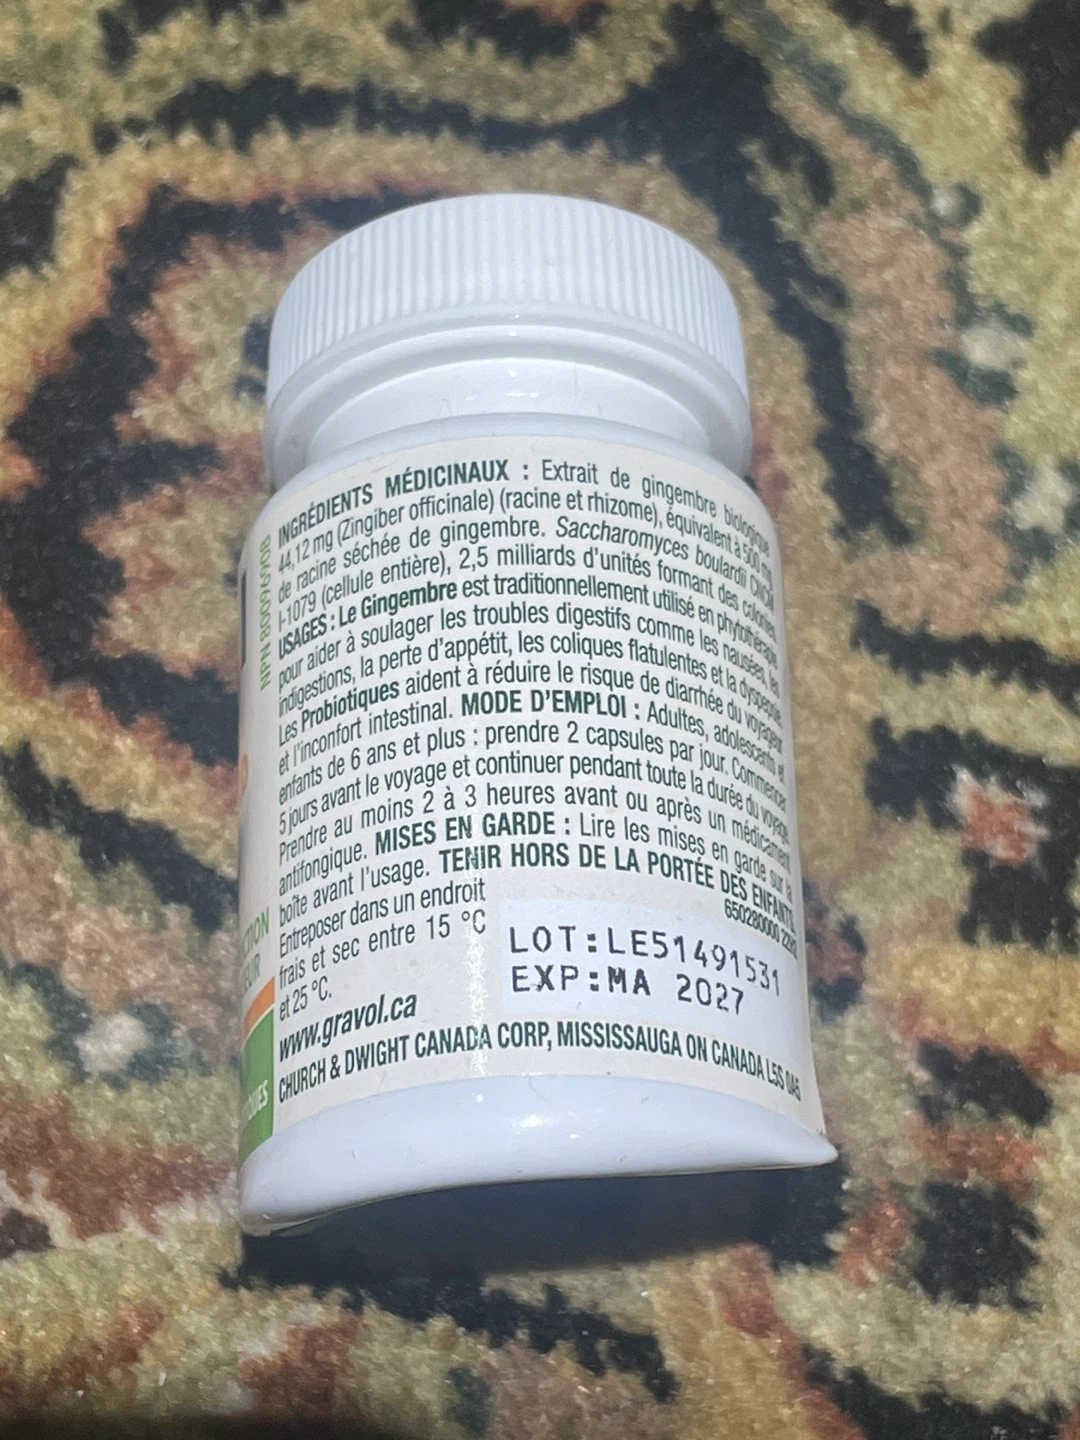 INGRÉDIENTS MÉDICINAUX : Extrait de gingembre biologique
44,12 mg (Zingiber officinale) (racine et rhizome), équivalent à 500 mg
de racine séchée de gingembre. Saccharomyces boulardii CNCM
I-1079 (cellule entière), 2,5 milliards d'unités formant des colonies.
USAGES : Le Gingembre est traditionnellement utilisé en phytothérapie
pour aider à soulager les troubles digestifs comme les nausées, les
indigestions, la perte d'appétit, les coliques flatulentes et la dyspepsie.
Les Probiotiques aident à réduire le risque de diarrhée du voyageur
et l'inconfort intestinal. MODE D'EMPLOI : Adultes, adolescents et
enfants de 6 ans et plus : prendre 2 capsules par jour. Commencer
5 jours avant le voyage et continuer pendant toute la durée du voyage.
Prendre au moins 2 à 3 heures avant ou après un médicament
antifongique. MISES EN GARDE : Lire les mises en garde sur la
boîte avant l'usage. TENIR HORS DE LA PORTÉE DES ENFANTS.
Entreposer dans un endroit
frais et sec entre 15 °C
et 25 °C.
650280000
LOT:LE51491531
EXP:MA 2027
www.gravol.ca
CHURCH & DWIGHT CANADA CORP, MISSISSAUGA ON CANADA L5S 0A5
NPN 80096908